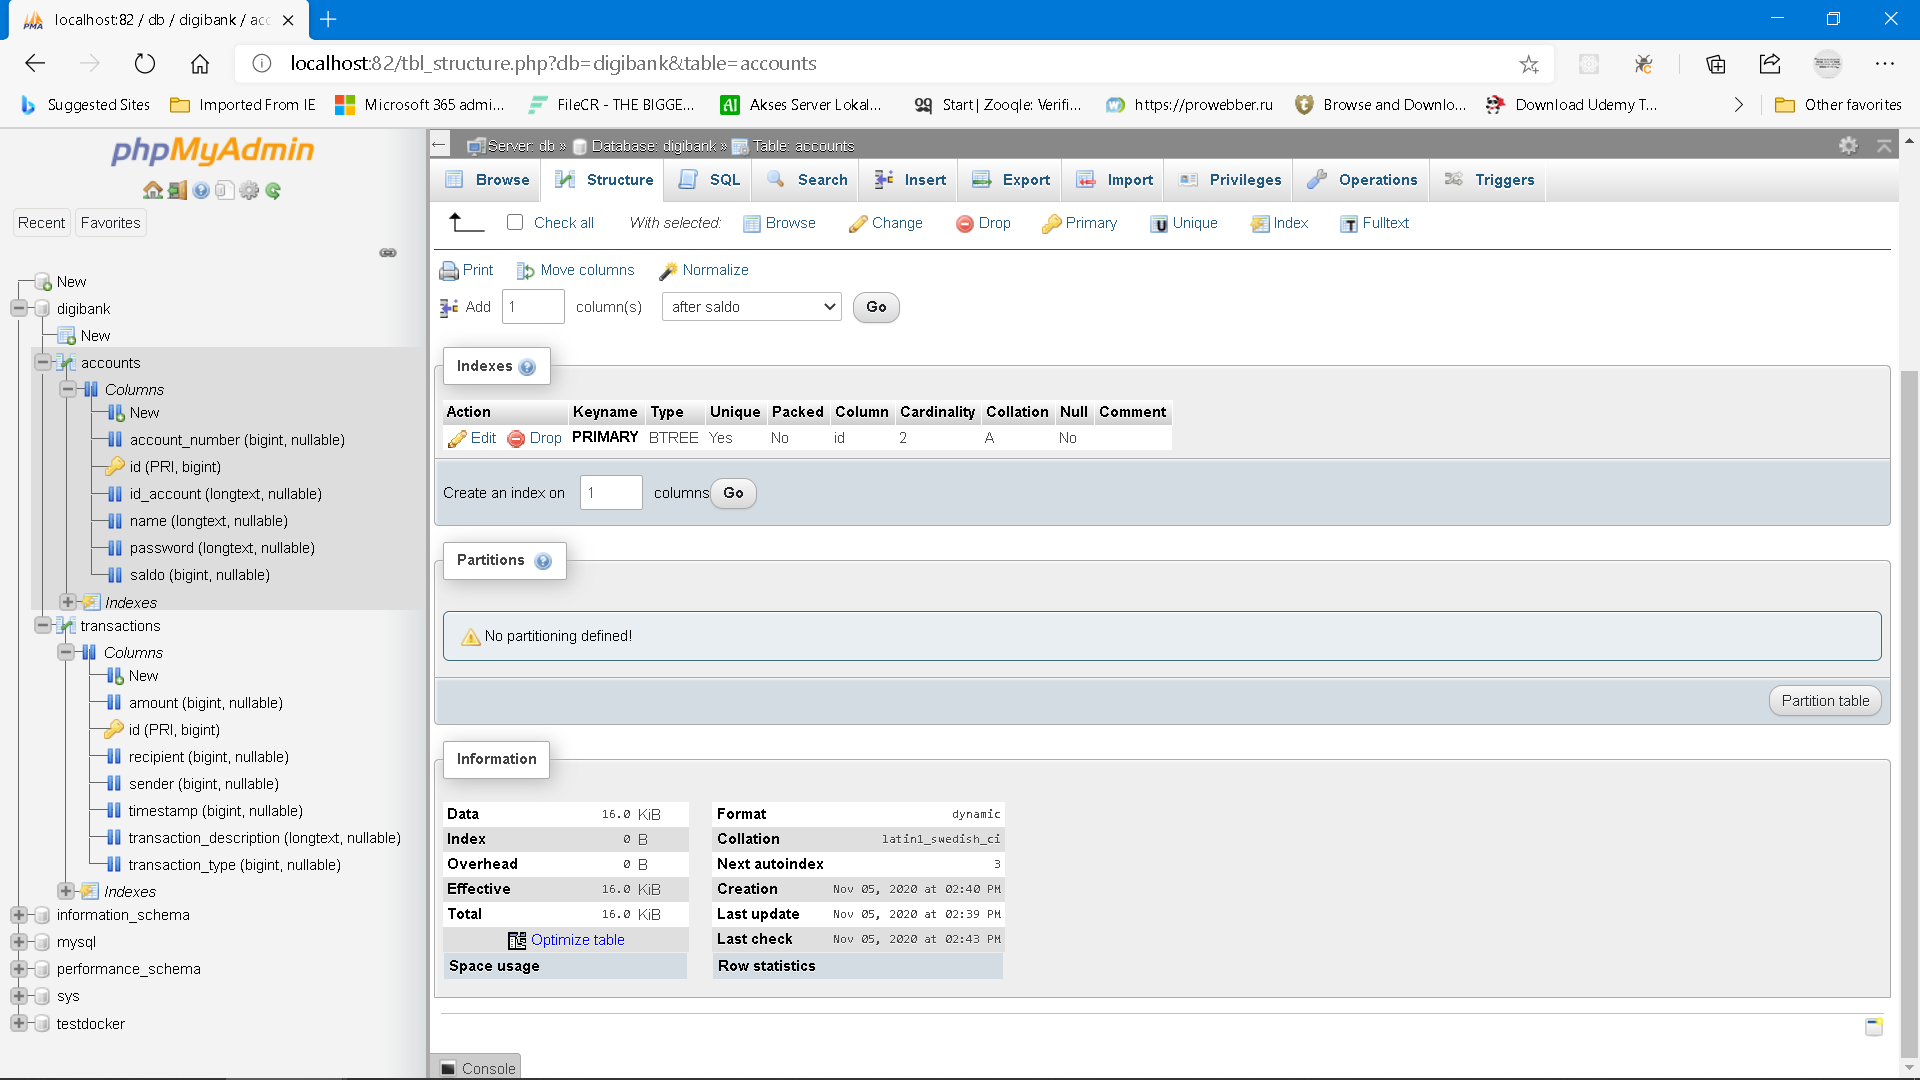 localhost:82 / db / digibank / acc
localhost:82/tbl_structure.php?db=digibank&table=accounts
Suggested Sites
Imported From IE
Microsoft 365 admi...
FileCR - THE BIGGE...
Akses Server Lokal...
Start | Zooqle: Verifi...
https://prowebber.ru
Browse and Downlo...
Download Udemy T...
Other favorites
phpMyAdmin
Recent
Favorites
New
digibank
New
accounts
Columns
New
account_number (bigint, nullable)
id (PRI, bigint)
id_account (longtext, nullable)
name (longtext, nullable)
password (longtext, nullable)
saldo (bigint, nullable)
Indexes
transactions
Columns
New
amount (bigint, nullable)
id (PRI, bigint)
recipient (bigint, nullable)
sender (bigint, nullable)
timestamp (bigint, nullable)
transaction_description (longtext, nullable)
transaction_type (bigint, nullable)
Indexes
information_schema
mysql
performance_schema
sys
testdocker
Server: db » Database: digibank » Table: accounts
Browse Structure SQL Search Insert Export Import Privileges Operations Triggers
Check all With selected: Browse Change Drop Primary Unique Index Fulltext
Print Move columns Normalize
Add 1 column(s) after saldo Go
Indexes
Action Keyname Type Unique Packed Column Cardinality Collation Null Comment
Edit Drop PRIMARY BTREE Yes No id 2 A No
Create an index on 1 columns Go
Partitions
No partitioning defined!
Partition table
Information
Data 16.0 KiB
Index 0 B
Overhead 0 B
Effective 16.0 KiB
Total 16.0 KiB
Optimize table
Space usage
Format dynamic
Collation latin1_swedish_ci
Next autoindex 3
Creation Nov 05, 2020 at 02:40 PM
Last update Nov 05, 2020 at 02:39 PM
Last check Nov 05, 2020 at 02:43 PM
Row statistics
Console